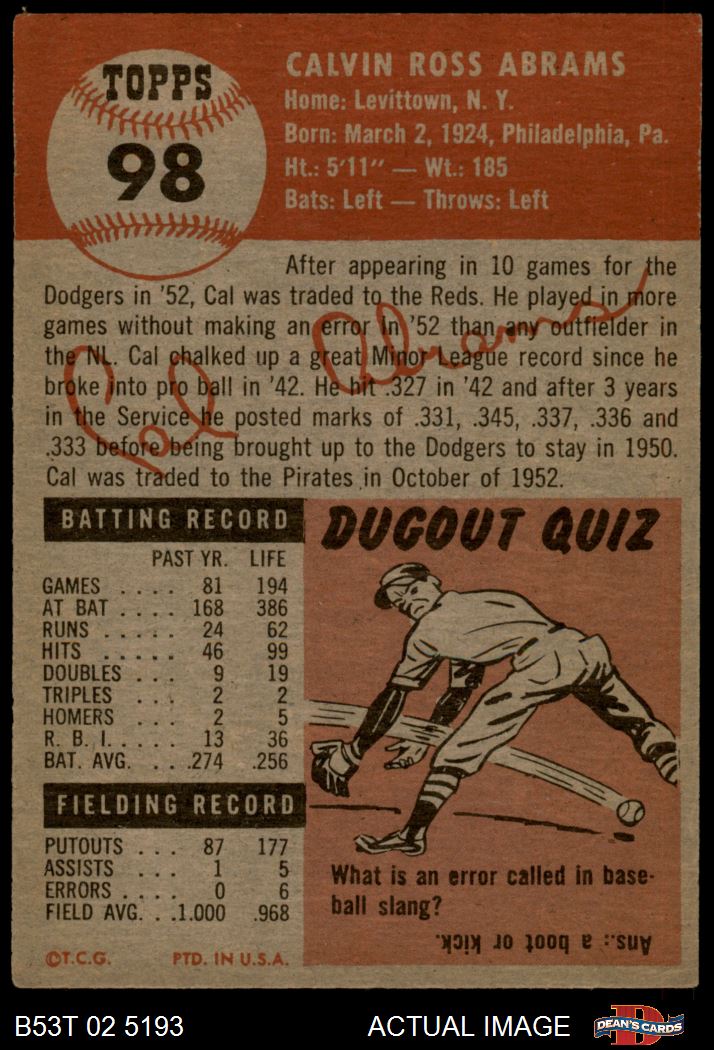 TOPPS
98
CALVIN ROSS ABRAMS
Home: Levittown, N. Y.
Born: March 2, 1924, Philadelphia, Pa.
Ht.: 5'11" — Wt.: 185
Bats: Left — Throws: Left
After appearing in 10 games for the
Dodgers in '52, Cal was traded to the Reds. He played in more
games without making an error in '52 than any outfielder in
the NL. Cal chalked up a great Minor League record since he
broke into pro ball in '42. He hit .327 in '42 and after 3 years
in the Service he posted marks of .331, .345, .337, .336 and
.333 before being brought up to the Dodgers to stay in 1950.
Cal was traded to the Pirates in October of 1952.
Cal Abrams
BATTING RECORD
PAST YR. LIFE
GAMES .... 81 194
AT BAT .... 168 386
RUNS ..... 24 62
HITS ..... 46 99
DOUBLES ... 9 19
TRIPLES ... 2 2
HOMERS ... 2 5
R. B. I. .... 13 36
BAT. AVG. ... .274 .256
FIELDING RECORD
PUTOUTS ... 87 177
ASSISTS ... 1 5
ERRORS .... 0 6
FIELD AVG. . .1.000 .968
©T.C.G. PTD. IN U.S.A.
DUGOUT QUIZ
What is an error called in base-
ball slang?
Ans.: a boot or kick.
B53T 02 5193
ACTUAL IMAGE
D
DEAN'S CARDS